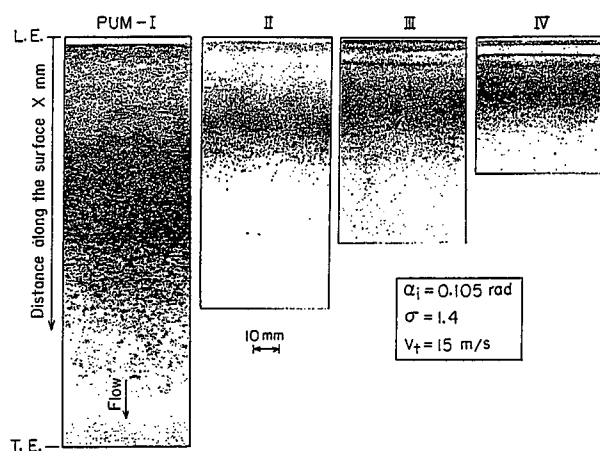 PUM-I II III IV
L.E.
Distance along the surface X mm
αi = 0.105 rad
σ = 1.4
Vt = 15 m/s
10 mm
Flow
T.E.